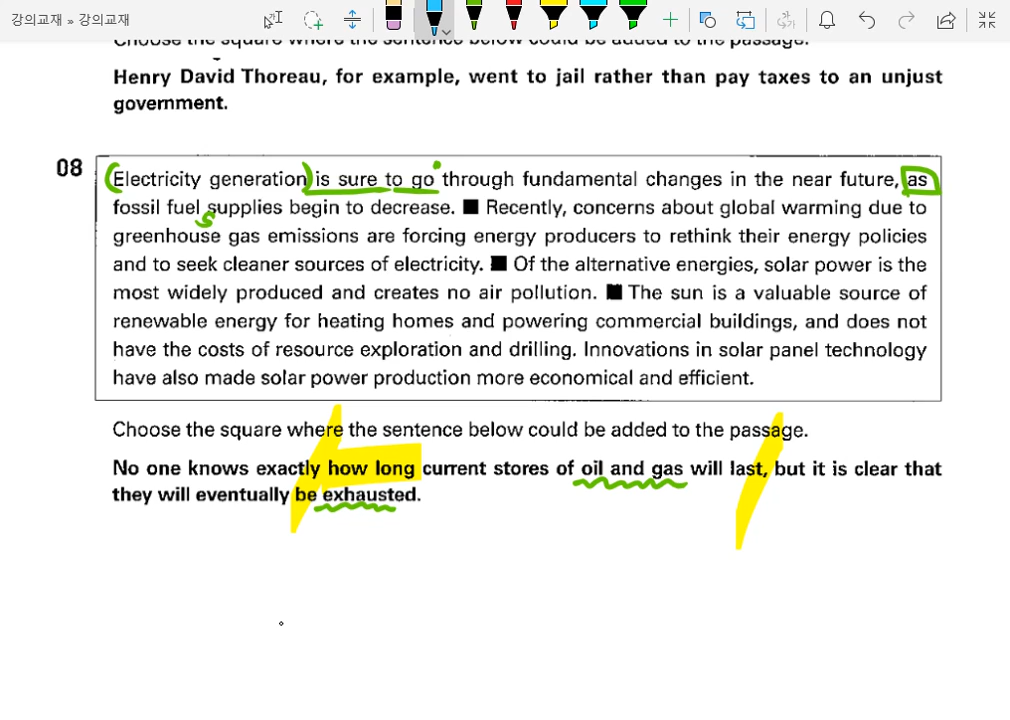 강의교재 » 강의교재
Choose the square where the sentence below could be added to the passage.
Henry David Thoreau, for example, went to jail rather than pay taxes to an unjust
government.
08
Electricity generation is sure to go through fundamental changes in the near future, as
fossil fuel supplies begin to decrease. ■ Recently, concerns about global warming due to
greenhouse gas emissions are forcing energy producers to rethink their energy policies
and to seek cleaner sources of electricity. ■ Of the alternative energies, solar power is the
most widely produced and creates no air pollution. ■ The sun is a valuable source of
renewable energy for heating homes and powering commercial buildings, and does not
have the costs of resource exploration and drilling. Innovations in solar panel technology
have also made solar power production more economical and efficient.
Choose the square where the sentence below could be added to the passage.
No one knows exactly how long current stores of oil and gas will last, but it is clear that
they will eventually be exhausted.